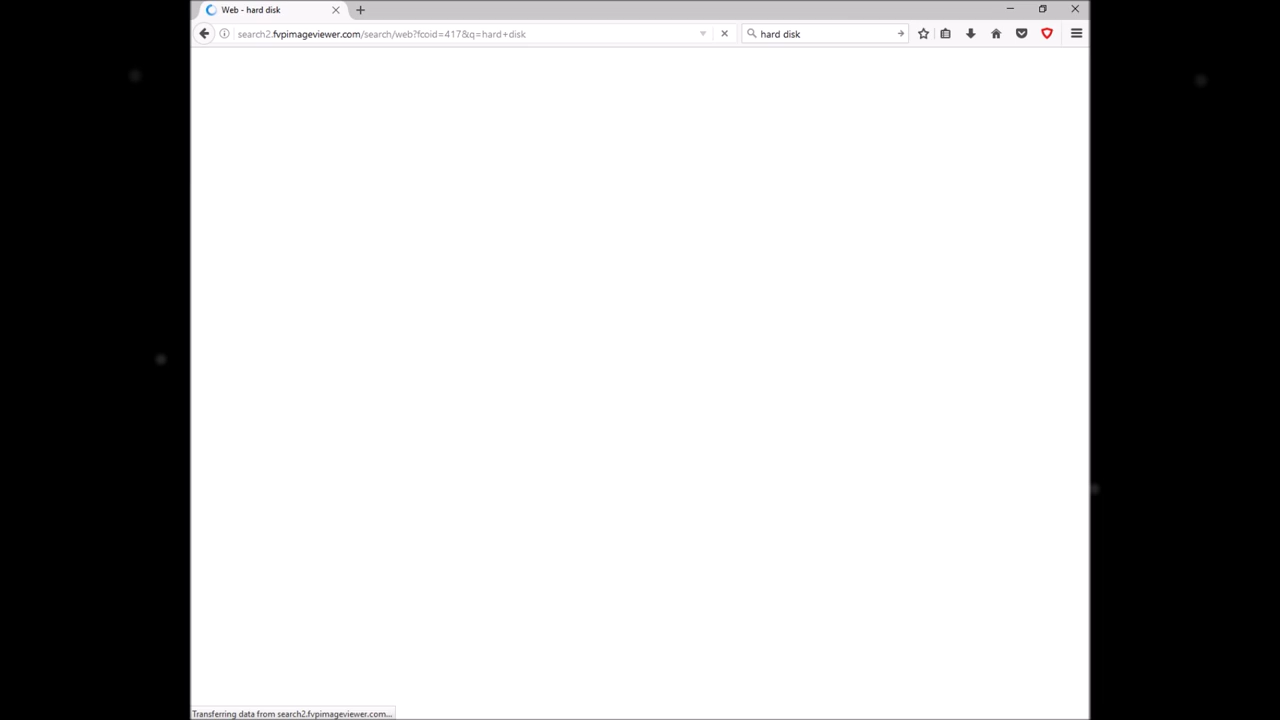 Web - hard disk
search2.fvpimageviewer.com/search/web?fcoid=417&q=hard+disk
hard disk
Transferring data from search2.fvpimageviewer.com...